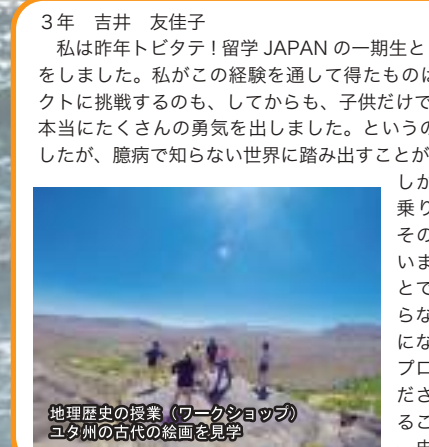 ３年　吉井　友佳子
私は昨年トビタテ！留学 JAPAN の一期生と
をしました。私がこの経験を通して得たものは
クトに挑戦するのも、してからも、子供だけで
本当にたくさんの勇気を出しました。というの
したが、臆病で知らない世界に踏み出すことが
しか
乗り
その
いま
とて
らな
にな
プロ
ださ
るこ
地理歴史の授業（ワークショップ）
ユタ州の古代の絵画を見学